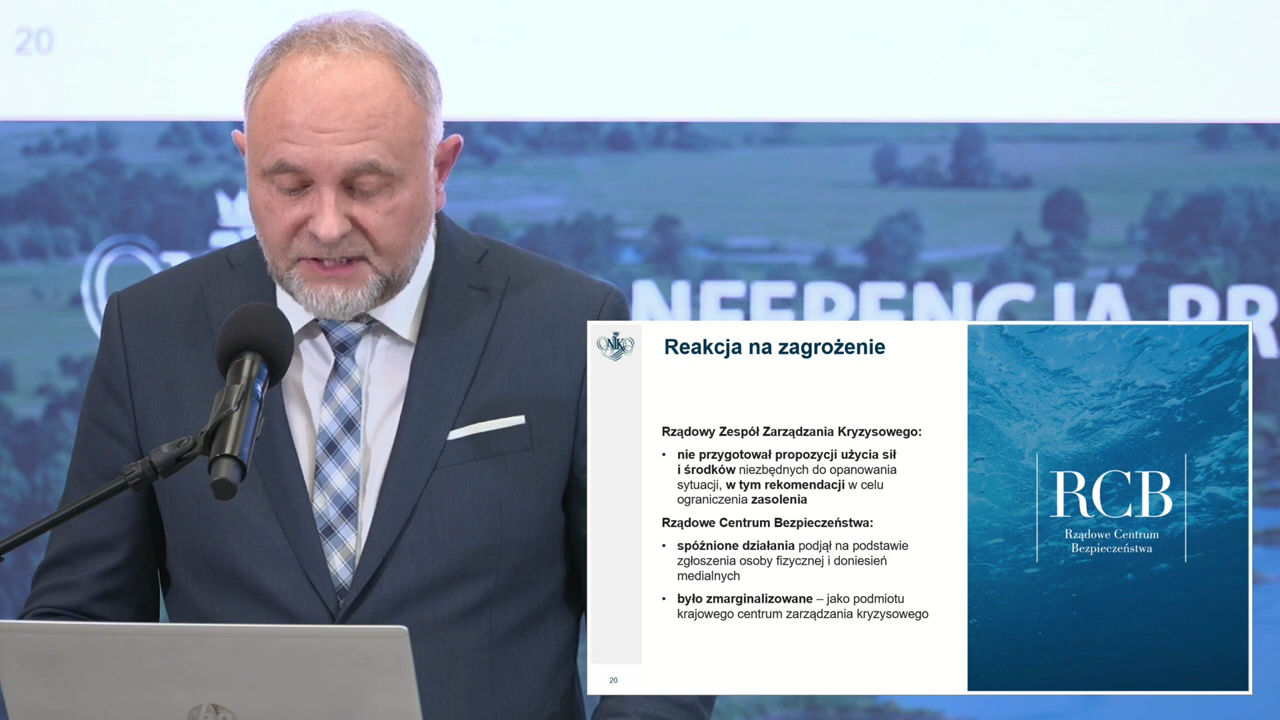 20
NFERENCJA PR
NIK
Reakcja na zagrożenie
Rządowy Zespół Zarządzania Kryzysowego:
• nie przygotował propozycji użycia sił
i środków niezbędnych do opanowania
sytuacji, w tym rekomendacji w celu
ograniczenia zasolenia
Rządowe Centrum Bezpieczeństwa:
• spóźnione działania podjął na podstawie
zgłoszenia osoby fizycznej i doniesień
medialnych
• było zmarginalizowane – jako podmiotu
krajowego centrum zarządzania kryzysowego
20
RCB
Rządowe Centrum
Bezpieczeństwa
hp